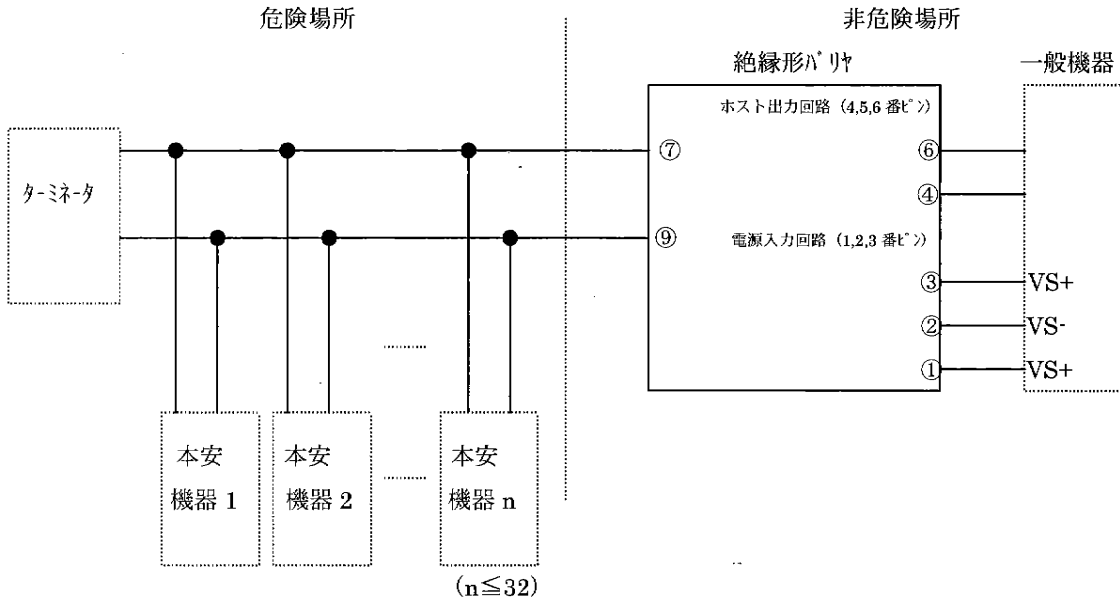 危険場所
非危険場所
絶縁形ﾊﾞﾘﾔ
一般機器
ホスト出力回路 (4,5,6 番ﾋﾟﾝ)
ﾀｰﾐﾈｰﾀ
⑦
⑥
④
⑨
電源入力回路 (1,2,3 番ﾋﾟﾝ)
③
VS+
②
VS-
①
VS+
………
本安
機器 1
本安
機器 2
………
本安
機器 n
(n≦32)